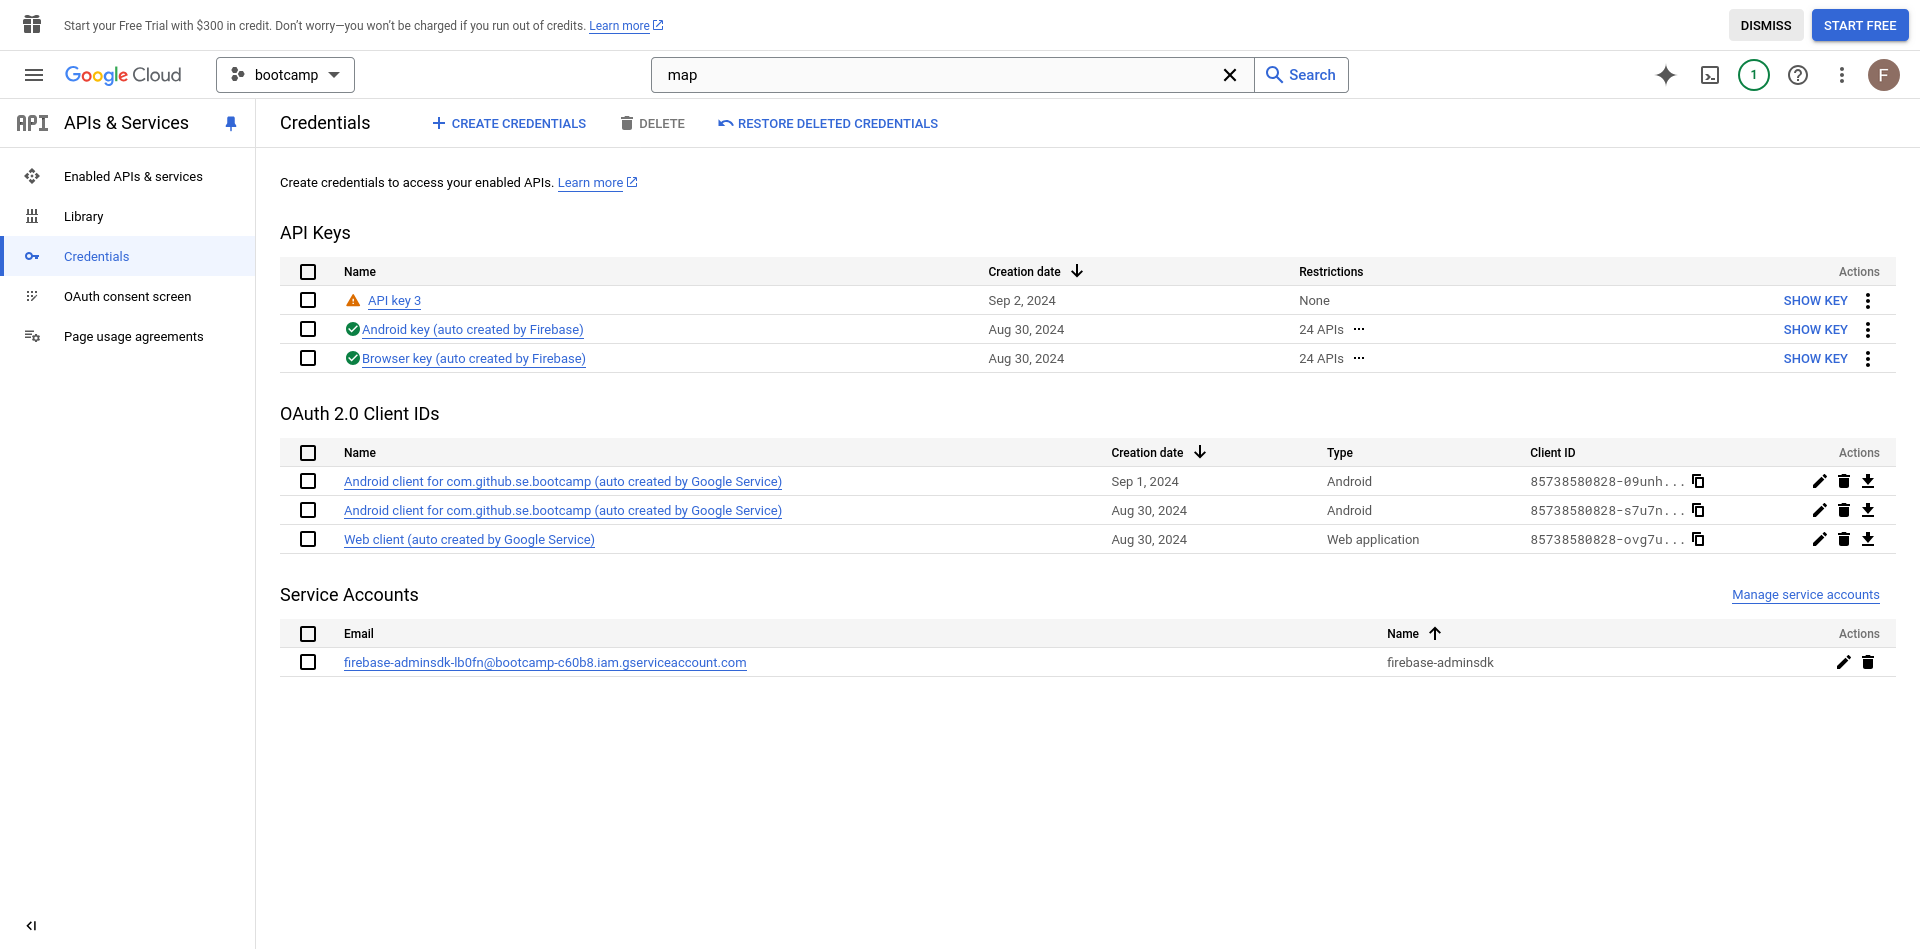 Start your Free Trial with $300 in credit. Don't worry—you won't be charged if you run out of credits. Learn more
DISMISS
START FREE
Google Cloud
bootcamp
map
Search
1
F
API
APIs & Services
Credentials
CREATE CREDENTIALS
DELETE
RESTORE DELETED CREDENTIALS
Enabled APIs & services
Library
Credentials
OAuth consent screen
Page usage agreements
Create credentials to access your enabled APIs. Learn more
API Keys
Name Creation date Restrictions Actions
API key 3 Sep 2, 2024 None SHOW KEY
Android key (auto created by Firebase) Aug 30, 2024 24 APIs SHOW KEY
Browser key (auto created by Firebase) Aug 30, 2024 24 APIs SHOW KEY
OAuth 2.0 Client IDs
Name Creation date Type Client ID Actions
Android client for com.github.se.bootcamp (auto created by Google Service) Sep 1, 2024 Android 85738580828-09unh...
Android client for com.github.se.bootcamp (auto created by Google Service) Aug 30, 2024 Android 85738580828-s7u7n...
Web client (auto created by Google Service) Aug 30, 2024 Web application 85738580828-ovg7u...
Service Accounts
Manage service accounts
Email Name Actions
firebase-adminsdk-lb0fn@bootcamp-c60b8.iam.gserviceaccount.com firebase-adminsdk